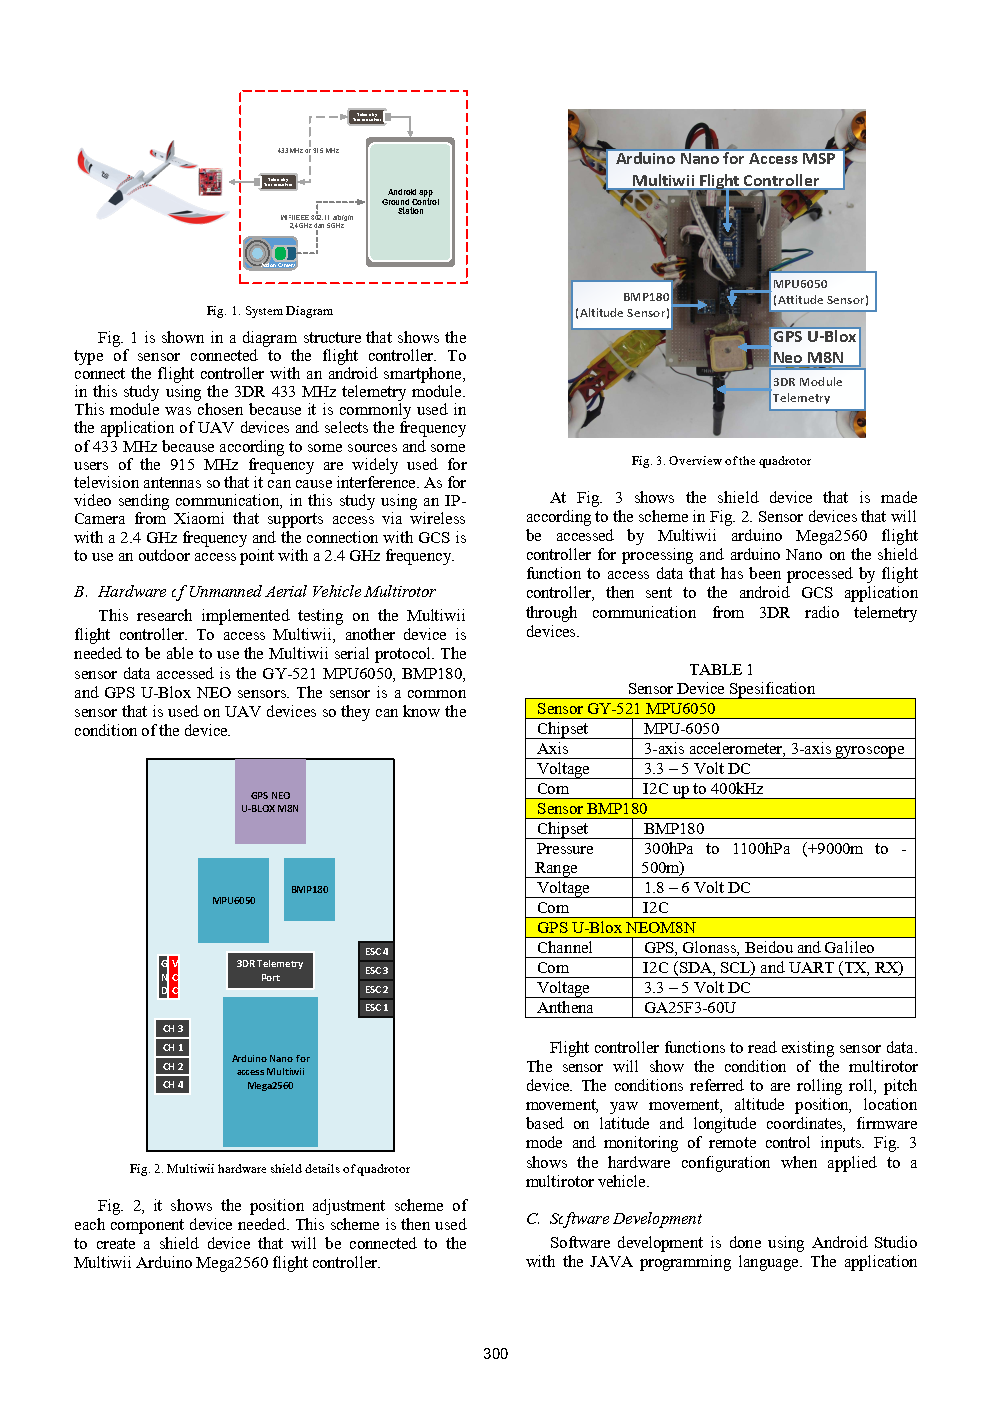 433MHz or 915 MHz
Android app
Ground Control
Station
WIFI IEEE 802.11 a/b/g/n
2,4GHz dan 5GHz
Action Camera
Fig. 1. System Diagram
Fig. 1 is shown in a diagram structure that shows the
type of sensor connected to the flight controller. To
connect the flight controller with an android smartphone,
in this study using the 3DR 433 MHz telemetry module.
This module was chosen because it is commonly used in
the application of UAV devices and selects the frequency
of 433 MHz because according to some sources and some
users of the 915 MHz frequency are widely used for
television antennas so that it can cause interference. As for
video sending communication, in this study using an IP-
Camera from Xiaomi that supports access via wireless
with a 2.4 GHz frequency and the connection with GCS is
to use an outdoor access point with a 2.4 GHz frequency.
B. Hardware of Unmanned Aerial Vehicle Multirotor
This research implemented testing on the Multiwii
flight controller. To access Multiwii, another device is
needed to be able to use the Multiwii serial protocol. The
sensor data accessed is the GY-521 MPU6050, BMP180,
and GPS U-Blox NEO sensors. The sensor is a common
sensor that is used on UAV devices so they can know the
condition of the device.
GPS NEO
U-BLOX M8N
MPU6050
BMP180
GND
VCC
3DR Telemetry
Port
ESC 4
ESC 3
ESC 2
ESC 1
CH 3
CH 1
CH 2
CH 4
Arduino Nano for
access Multiwii
Mega2560
Fig. 2. Multiwii hardware shield details of quadrotor
Fig. 2, it shows the position adjustment scheme of
each component device needed. This scheme is then used
to create a shield device that will be connected to the
Multiwii Arduino Mega2560 flight controller.
Arduino Nano for Access MSP
Multiwii Flight Controller
BMP180
(Altitude Sensor)
MPU6050
(Attitude Sensor)
GPS U-Blox
Neo M8N
3DR Module
Telemetry
Fig. 3. Overview of the quadrotor
At Fig. 3 shows the shield device that is made
according to the scheme in Fig. 2. Sensor devices that will
be accessed by Multiwii arduino Mega2560 flight
controller for processing and arduino Nano on the shield
function to access data that has been processed by flight
controller, then sent to the android GCS application
through communication from 3DR radio telemetry
devices.
TABLE 1
Sensor Device Spesification
Sensor GY-521 MPU6050
Chipset MPU-6050
Axis 3-axis accelerometer, 3-axis gyroscope
Voltage 3.3 – 5 Volt DC
Com I2C up to 400kHz
Sensor BMP180
Chipset BMP180
Pressure 300hPa to 1100hPa (+9000m to -
Range 500m)
Voltage 1.8 – 6 Volt DC
Com I2C
GPS U-Blox NEOM8N
Channel GPS, Glonass, Beidou and Galileo
Com I2C (SDA, SCL) and UART (TX, RX)
Voltage 3.3 – 5 Volt DC
Anthena GA25F3-60U
Flight controller functions to read existing sensor data.
The sensor will show the condition of the multirotor
device. The conditions referred to are rolling roll, pitch
movement, yaw movement, altitude position, location
based on latitude and longitude coordinates, firmware
mode and monitoring of remote control inputs. Fig. 3
shows the hardware configuration when applied to a
multirotor vehicle.
C. Software Development
Software development is done using Android Studio
with the JAVA programming language. The application
300